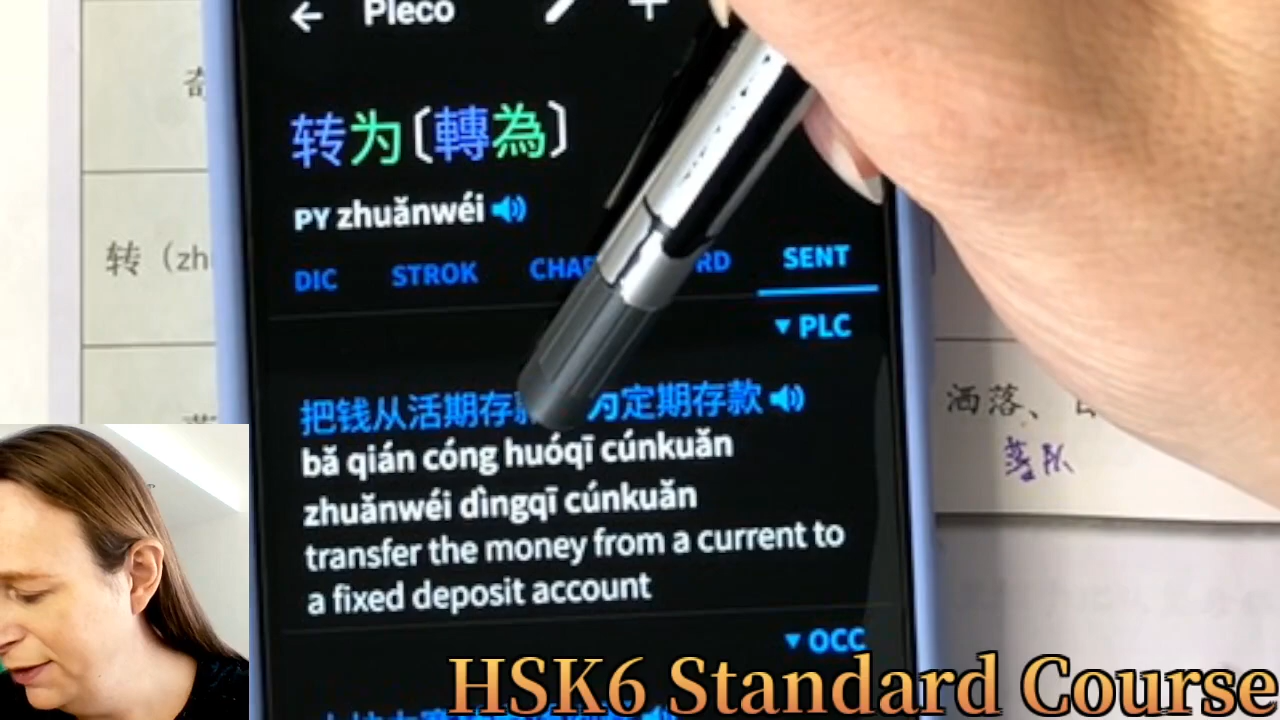 Pleco
转为〔轉為〕
PY zhuǎnwéi
DIC STROK SENT
PLC
转（zh
把钱从活期存 为定期存款
bǎ qián cóng huóqī cúnkuǎn
zhuǎnwéi dìngqī cúnkuǎn
transfer the money from a current to
a fixed deposit account
洒落、
落队
OCC
HSK6 Standard Course